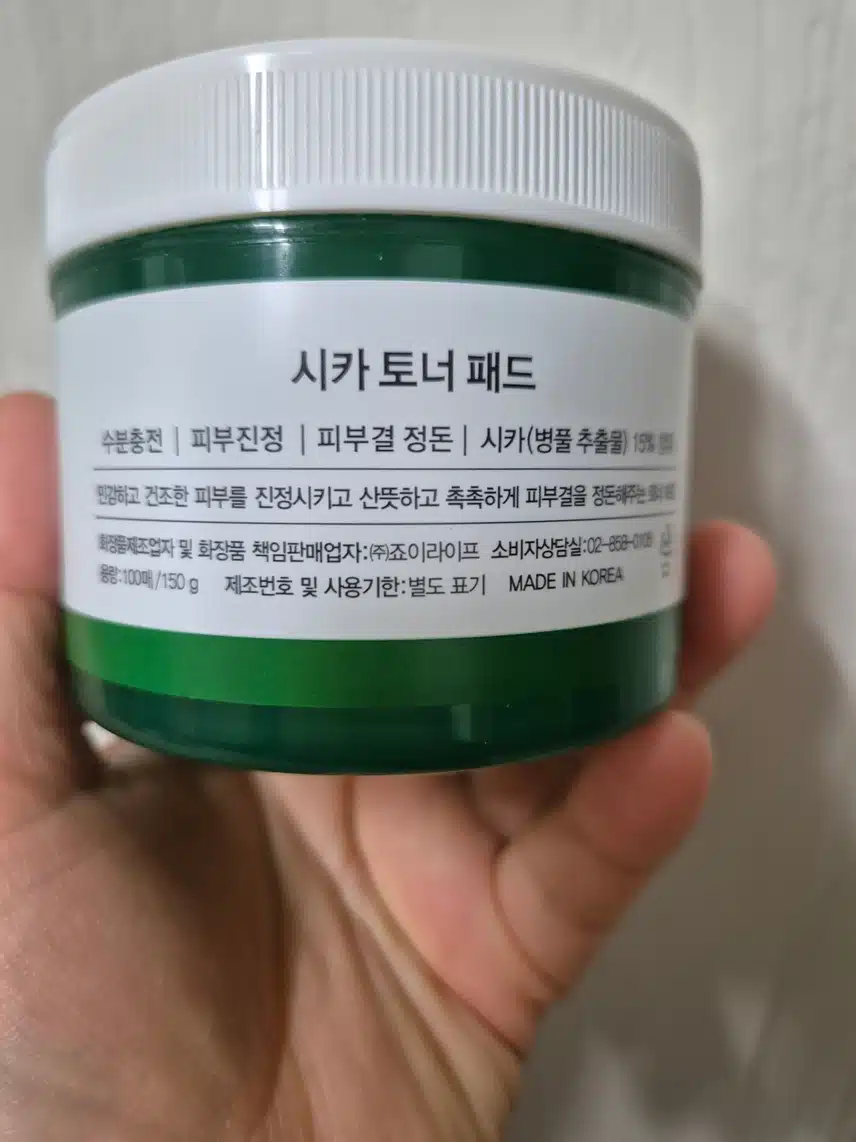 시카 토너 패드
수분충전 | 피부진정 | 피부결 정돈 | 시카(병풀 추출물) 15%
민감하고 건조한 피부를 진정시키고 산뜻하고 촉촉하게 피부결을 정돈해주는
화장품제조업자 및 화장품 책임판매업자:㈜죠이라이프 소비자상담실:02-858-0108
용량:100매/150 g 제조번호 및 사용기한:별도 표기 MADE IN KOREA